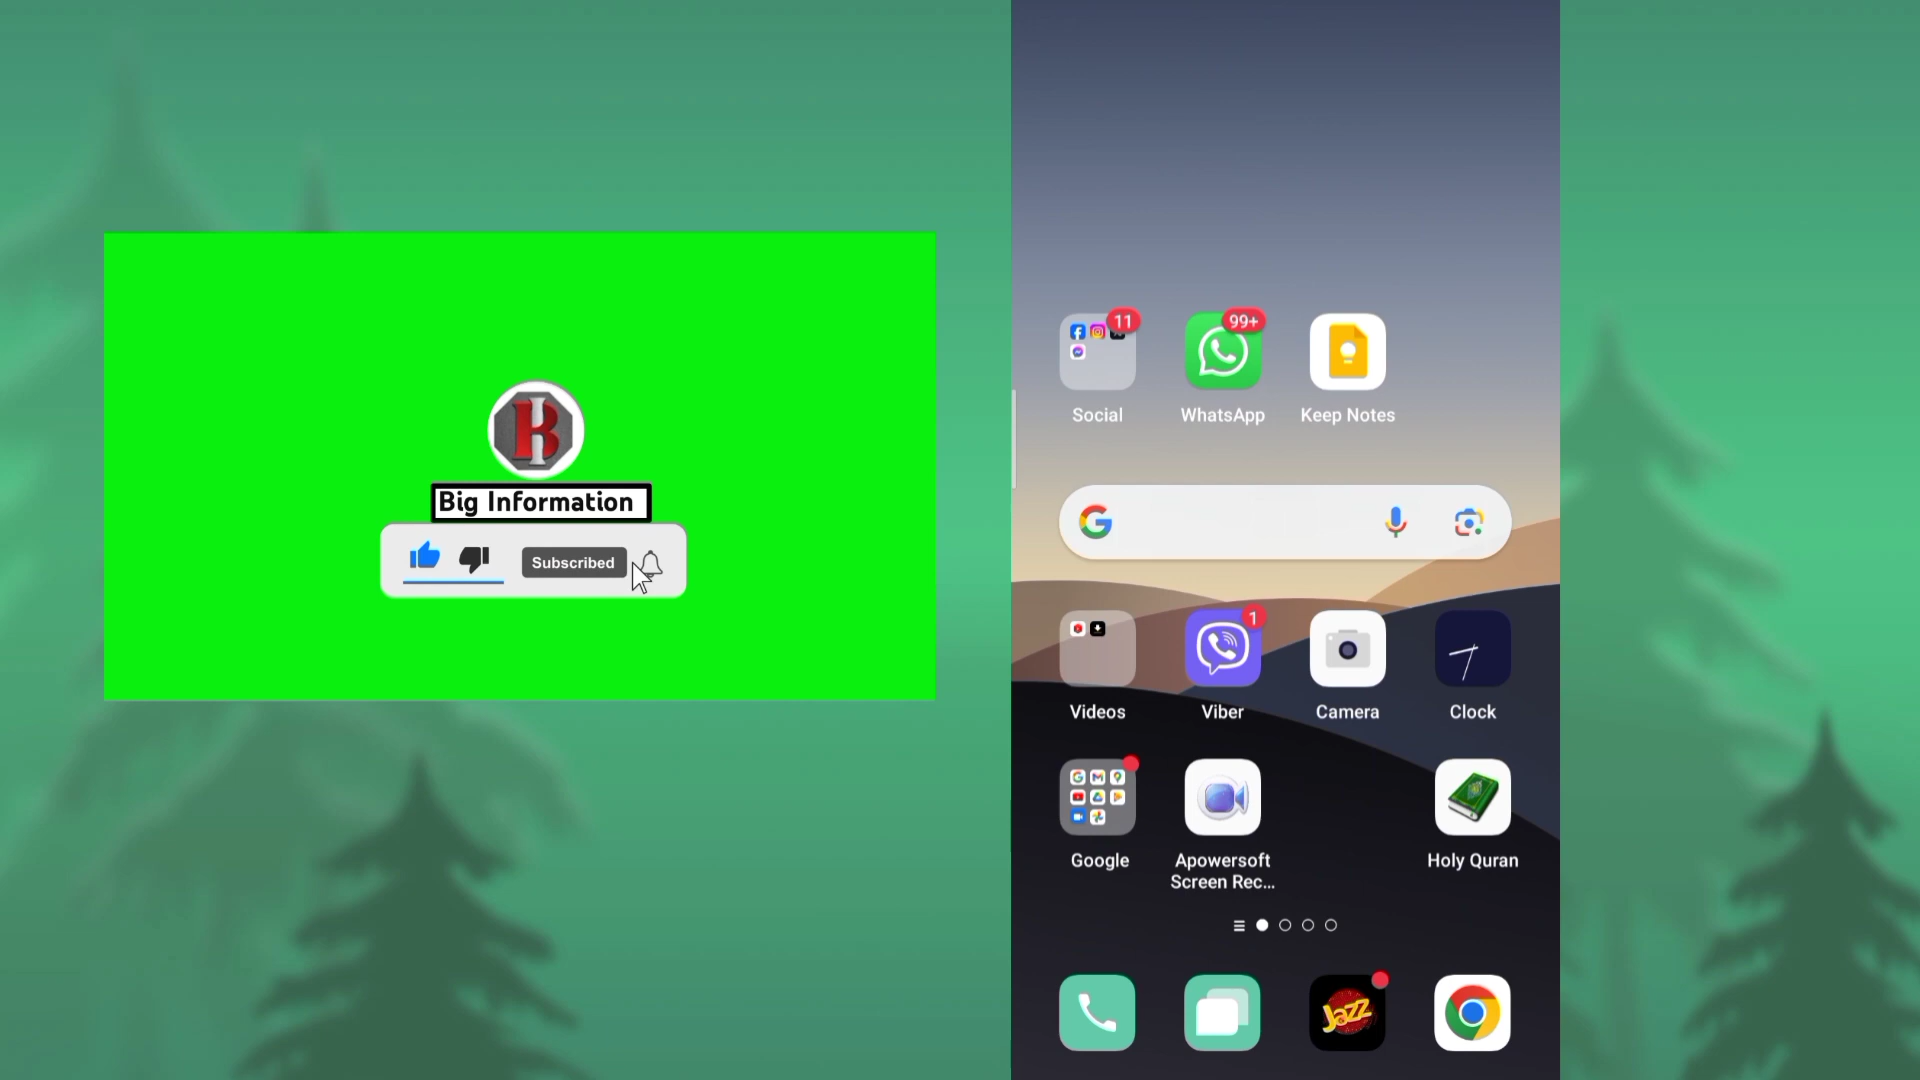 Big Information
Subscribed
11
99+
Social
WhatsApp
Keep Notes
1
Videos
Viber
Camera
Clock
Google
Apowersoft
Screen Rec...
Holy Quran
Jazz